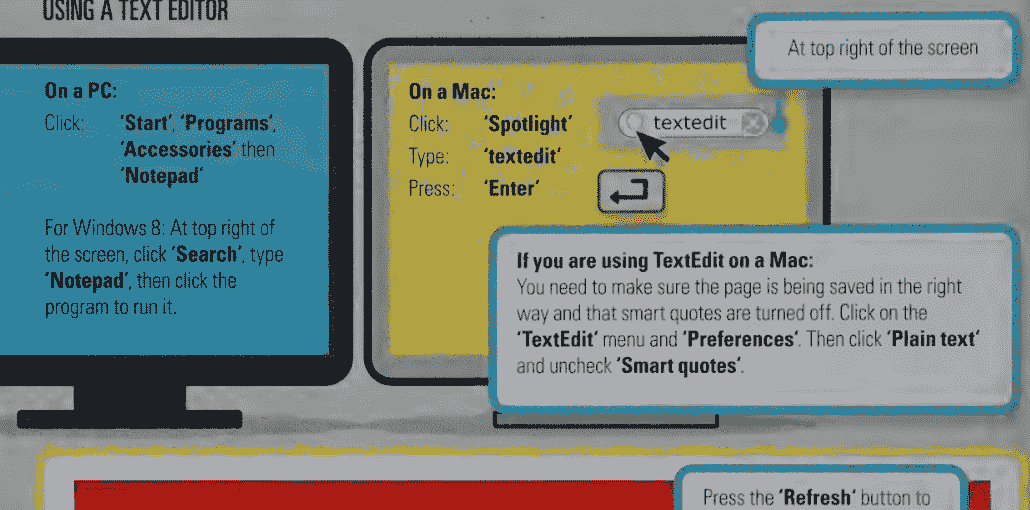 USING A TEXT EDITOR
On a PC:
Click: 'Start', 'Programs',
'Accessories' then
'Notepad'
For Windows 8: At top right of
the screen, click 'Search', type
'Notepad', then click the
program to run it.
On a Mac:
Click: 'Spotlight'
Type: 'textedit'
Press: 'Enter'
textedit
At top right of the screen
If you are using TextEdit on a Mac:
You need to make sure the page is being saved in the right
way and that smart quotes are turned off. Click on the
'TextEdit' menu and 'Preferences'. Then click 'Plain text'
and uncheck 'Smart quotes'.
Press the 'Refresh' button to